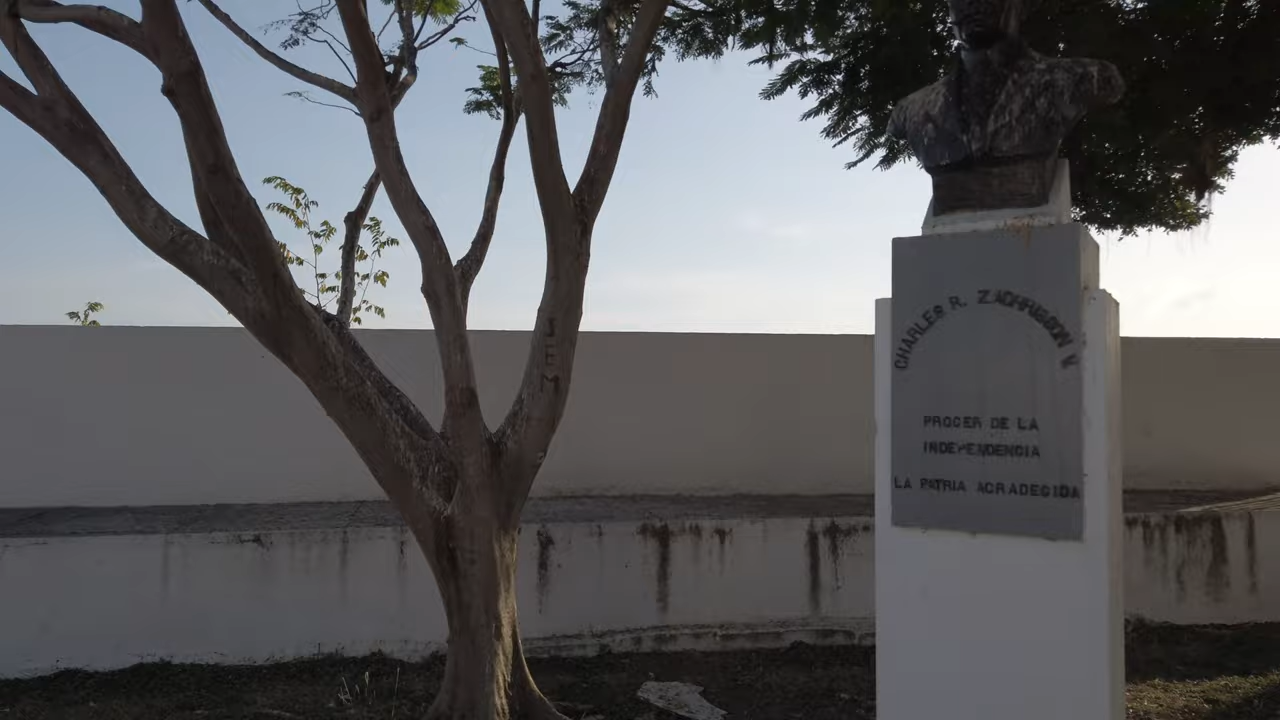 JEM
CHARLES R. ZACHRISSON V.
PROCER DE LA
INDEPENDENCIA
LA PATRIA AGRADECIDA